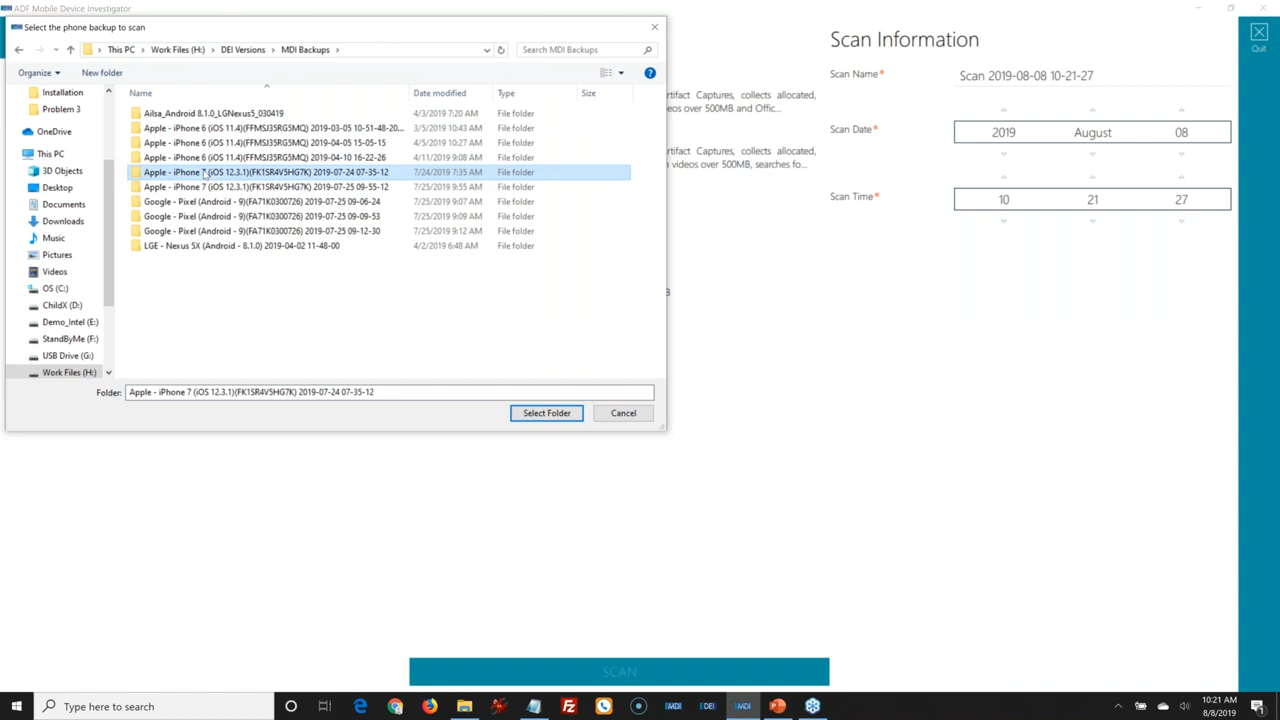 ADF Mobile Device Investigator
Select the phone backup to scan
This PC > Work Files (H:) > DEI Versions > MDI Backups >
Search MDI Backups
Organize
New folder
Name
Date modified
Type
Size
Installation
Problem 3
OneDrive
This PC
3D Objects
Desktop
Documents
Downloads
Music
Pictures
Videos
OS (C:)
ChildX (D:)
Demo_Intel (E:)
StandByMe (F:)
USB Drive (G:)
Work Files (H:)
Ailsa_Android 8.1.0_LGNexus5_030419 4/3/2019 7:20 AM File folder
Apple - iPhone 6 (iOS 11.4)(FFMSJ35RG5MQ) 2019-03-05 10-51-48-20... 3/5/2019 10:43 AM File folder
Apple - iPhone 6 (iOS 11.4)(FFMSJ35RG5MQ) 2019-04-05 15-05-15 4/5/2019 10:27 AM File folder
Apple - iPhone 6 (iOS 11.4)(FFMSJ35RG5MQ) 2019-04-10 16-22-26 4/11/2019 9:08 AM File folder
Apple - iPhone 7 (iOS 12.3.1)(FK1SR4V5HG7K) 2019-07-24 07-35-12 7/24/2019 7:35 AM File folder
Apple - iPhone 7 (iOS 12.3.1)(FK1SR4V5HG7K) 2019-07-25 09-55-12 7/25/2019 9:55 AM File folder
Google - Pixel (Android - 9)(FA71K0300726) 2019-07-25 09-06-24 7/25/2019 9:07 AM File folder
Google - Pixel (Android - 9)(FA71K0300726) 2019-07-25 09-09-53 7/25/2019 9:09 AM File folder
Google - Pixel (Android - 9)(FA71K0300726) 2019-07-25 09-12-30 7/25/2019 9:12 AM File folder
LGE - Nexus 5X (Android - 8.1.0) 2019-04-02 11-48-00 4/2/2019 6:48 AM File folder
Folder: Apple - iPhone 7 (iOS 12.3.1)(FK1SR4V5HG7K) 2019-07-24 07-35-12
Select Folder
Cancel
Artifact Captures, collects allocated,
videos over 500MB and Offic...
videos over 500MB, searches fo...
Scan Information
Scan Name*
Scan 2019-08-08 10-21-27
Scan Date*
2019 August 08
Scan Time*
10 21 27
Quit
SCAN
Type here to search
MDI
DEI
MDI
10:21 AM
8/8/2019
1